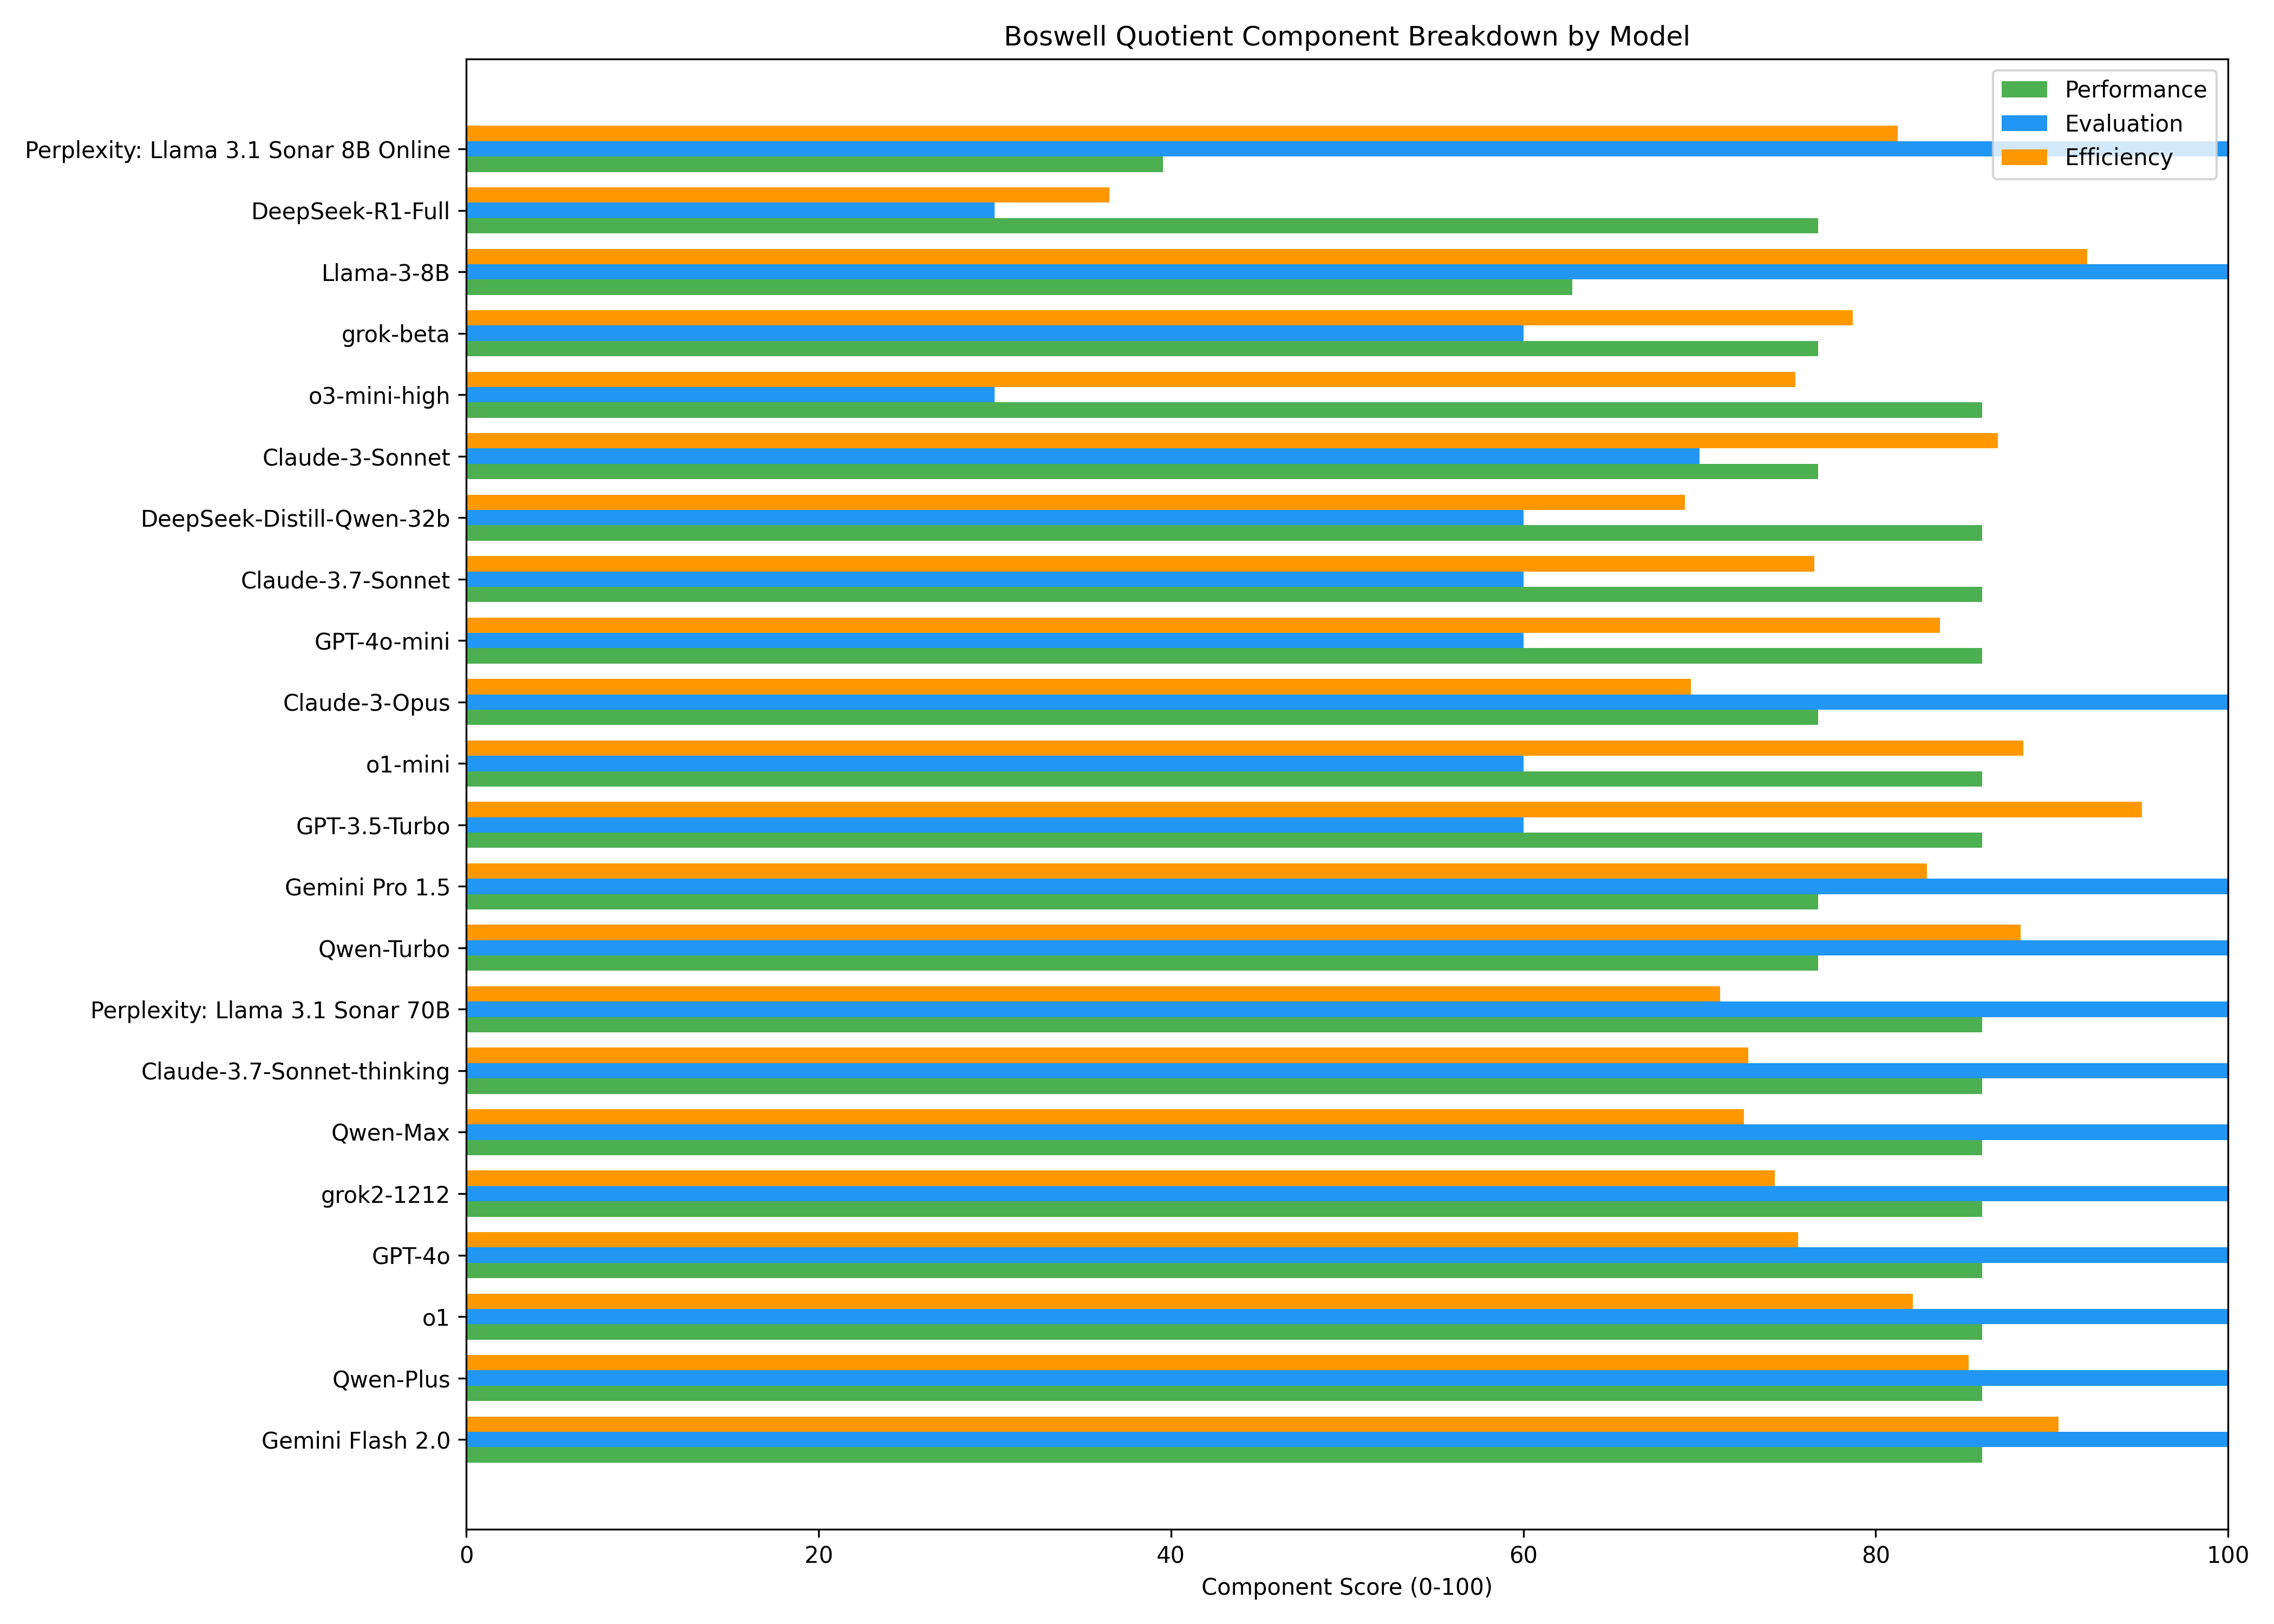 Boswell Quotient Component Breakdown by Model
Performance
Evaluation
Efficiency
Perplexity: Llama 3.1 Sonar 8B Online
DeepSeek-R1-Full
Llama-3-8B
grok-beta
o3-mini-high
Claude-3-Sonnet
DeepSeek-Distill-Qwen-32b
Claude-3.7-Sonnet
GPT-4o-mini
Claude-3-Opus
o1-mini
GPT-3.5-Turbo
Gemini Pro 1.5
Qwen-Turbo
Perplexity: Llama 3.1 Sonar 70B
Claude-3.7-Sonnet-thinking
Qwen-Max
grok2-1212
GPT-4o
o1
Qwen-Plus
Gemini Flash 2.0
0 20 40 60 80 100
Component Score (0-100)